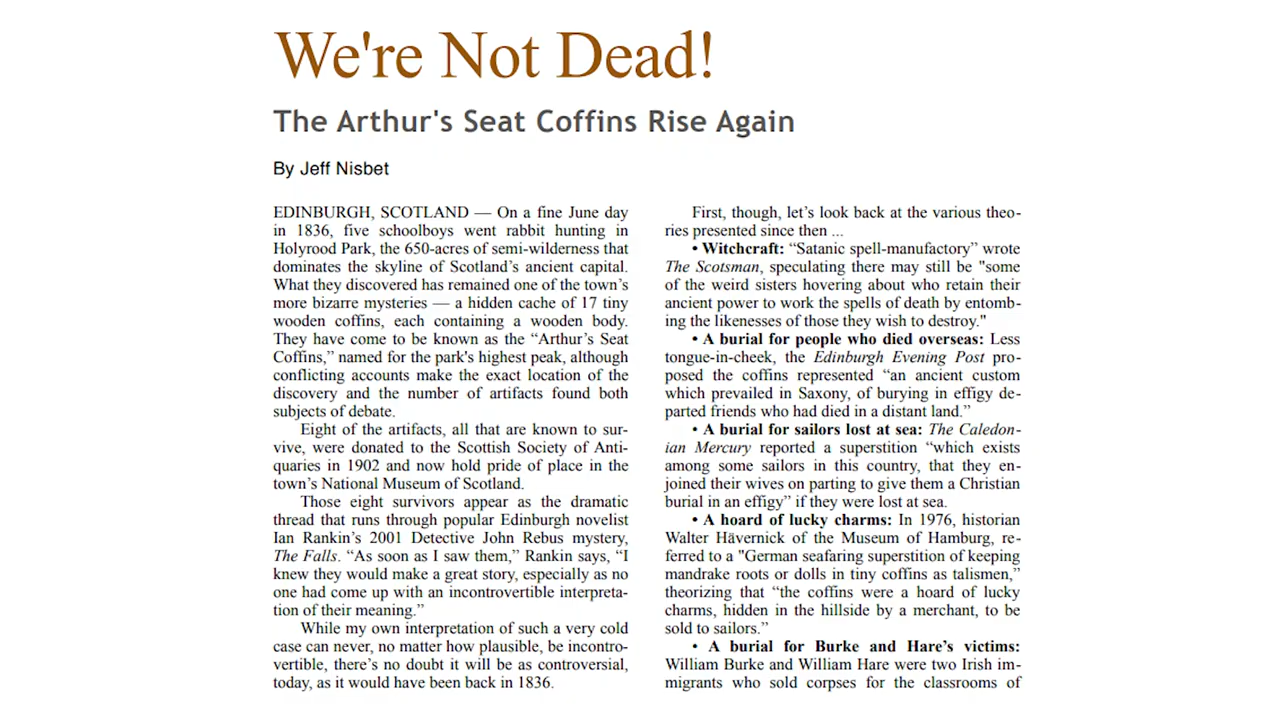 We're Not Dead!
The Arthur's Seat Coffins Rise Again
By Jeff Nisbet
EDINBURGH, SCOTLAND — On a fine June day
in 1836, five schoolboys went rabbit hunting in
Holyrood Park, the 650-acres of semi-wilderness that
dominates the skyline of Scotland’s ancient capital.
What they discovered has remained one of the town’s
more bizarre mysteries — a hidden cache of 17 tiny
wooden coffins, each containing a wooden body.
They have come to be known as the “Arthur’s Seat
Coffins,” named for the park's highest peak, although
conflicting accounts make the exact location of the
discovery and the number of artifacts found both
subjects of debate.
Eight of the artifacts, all that are known to sur-
vive, were donated to the Scottish Society of Anti-
quaries in 1902 and now hold pride of place in the
town’s National Museum of Scotland.
Those eight survivors appear as the dramatic
thread that runs through popular Edinburgh novelist
Ian Rankin’s 2001 Detective John Rebus mystery,
The Falls. “As soon as I saw them,” Rankin says, “I
knew they would make a great story, especially as no
one had come up with an incontrovertible interpreta-
tion of their meaning.”
While my own interpretation of such a very cold
case can never, no matter how plausible, be incontro-
vertible, there’s no doubt it will be as controversial,
today, as it would have been back in 1836.
First, though, let’s look back at the various theo-
ries presented since then ...
• Witchcraft: “Satanic spell-manufactory” wrote
The Scotsman, speculating there may still be "some
of the weird sisters hovering about who retain their
ancient power to work the spells of death by entomb-
ing the likenesses of those they wish to destroy."
• A burial for people who died overseas: Less
tongue-in-cheek, the Edinburgh Evening Post pro-
posed the coffins represented “an ancient custom
which prevailed in Saxony, of burying in effigy de-
parted friends who had died in a distant land.”
• A burial for sailors lost at sea: The Caledon-
ian Mercury reported a superstition “which exists
among some sailors in this country, that they en-
joined their wives on parting to give them a Christian
burial in an effigy” if they were lost at sea.
• A hoard of lucky charms: In 1976, historian
Walter Hävernick of the Museum of Hamburg, re-
ferred to a "German seafaring superstition of keeping
mandrake roots or dolls in tiny coffins as talismen,”
theorizing that “the coffins were a hoard of lucky
charms, hidden in the hillside by a merchant, to be
sold to sailors.”
• A burial for Burke and Hare’s victims:
William Burke and William Hare were two Irish im-
migrants who sold corpses for the classrooms of